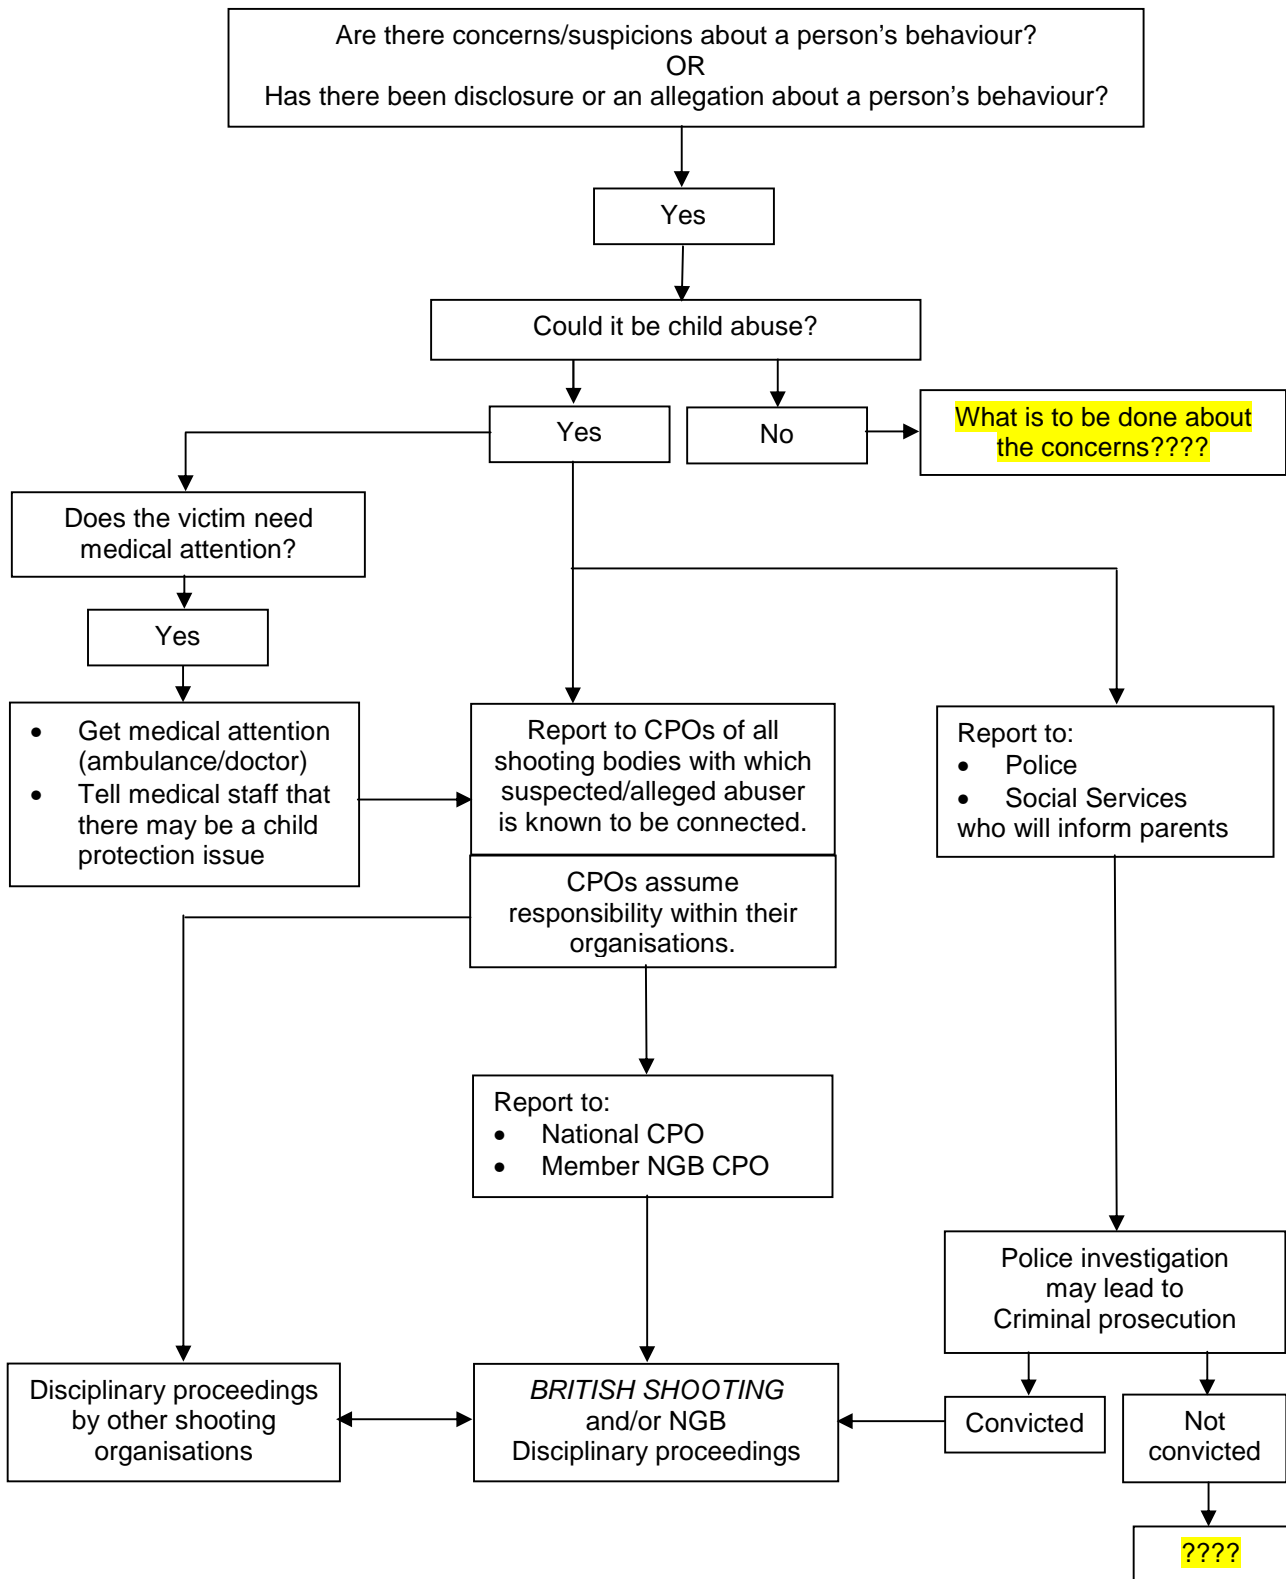 Are there concerns/suspicions about a person’s behaviour?
OR
Has there been disclosure or an allegation about a person’s behaviour?
Yes
Could it be child abuse?
Yes
No
What is to be done about
the concerns????
Does the victim need
medical attention?
Yes
• Get medical attention
(ambulance/doctor)
• Tell medical staff that
there may be a child
protection issue
Report to CPOs of all
shooting bodies with which
suspected/alleged abuser
is known to be connected.
CPOs assume
responsibility within their
organisations.
Report to:
• Police
• Social Services
who will inform parents
Report to:
• National CPO
• Member NGB CPO
Police investigation
may lead to
Criminal prosecution
Disciplinary proceedings
by other shooting
organisations
BRITISH SHOOTING
and/or NGB
Disciplinary proceedings
Convicted
Not
convicted
????